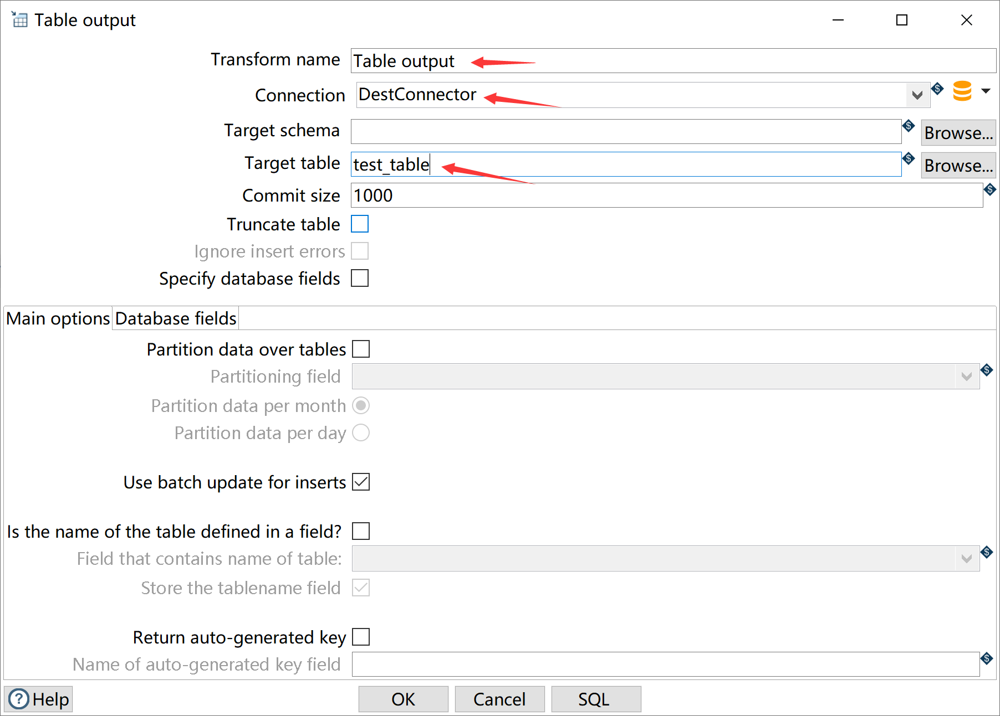 Table output
Transform name Table output
Connection DestConnector
Target schema Browse...
Target table test_table Browse...
Commit size 1000
Truncate table
Ignore insert errors
Specify database fields
Main options Database fields
Partition data over tables
Partitioning field
Partition data per month
Partition data per day
Use batch update for inserts
Is the name of the table defined in a field?
Field that contains name of table:
Store the tablename field
Return auto-generated key
Name of auto-generated key field
? Help OK Cancel SQL